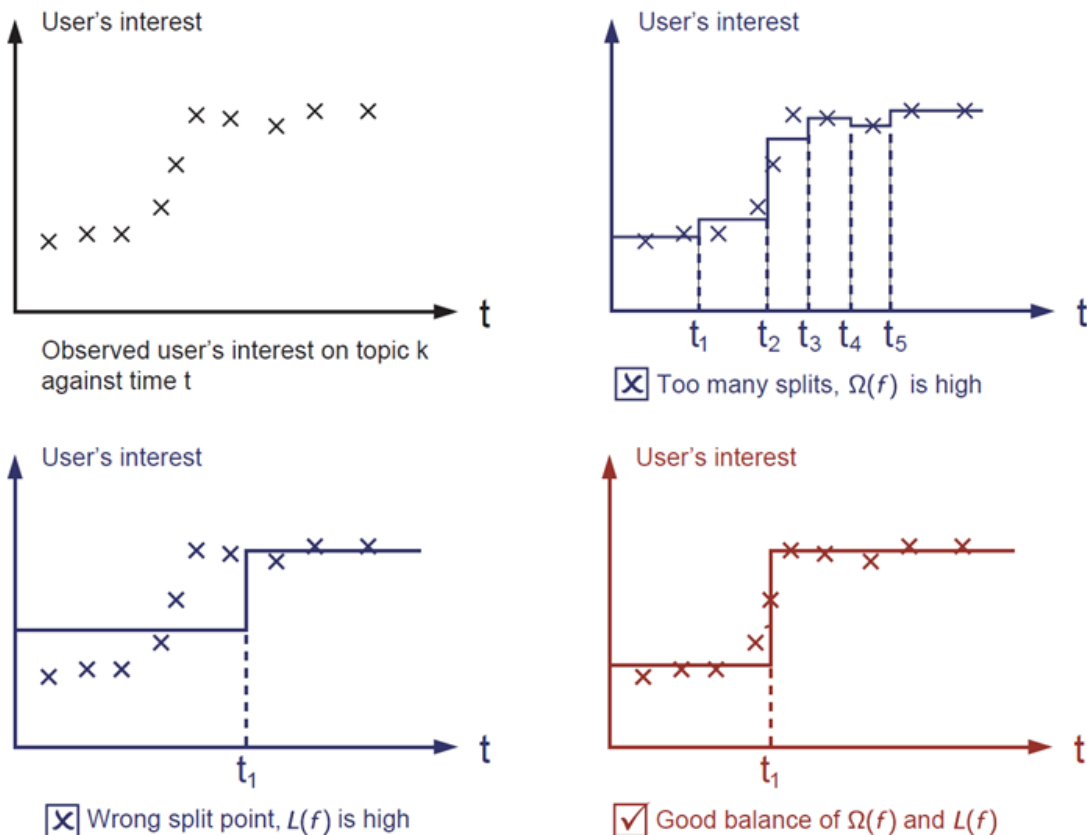 User's interest
t
Observed user's interest on topic k
against time t
User's interest
t
t₁ t₂ t₃ t₄ t₅
☒ Too many splits, Ω(f) is high
User's interest
t
t₁
☒ Wrong split point, L(f) is high
User's interest
t
t₁
☑ Good balance of Ω(f) and L(f)